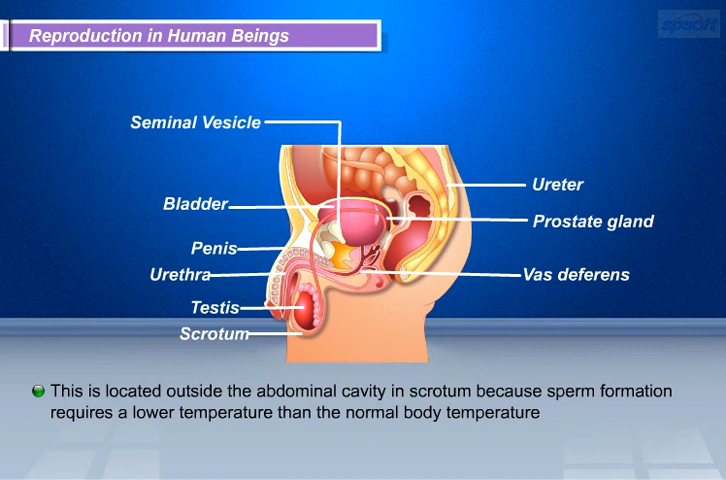 Reproduction in Human Beings
spsoft
Seminal Vesicle
Ureter
Bladder
Prostate gland
Penis
Urethra
Vas deferens
Testis
Scrotum
This is located outside the abdominal cavity in scrotum because sperm formation
requires a lower temperature than the normal body temperature